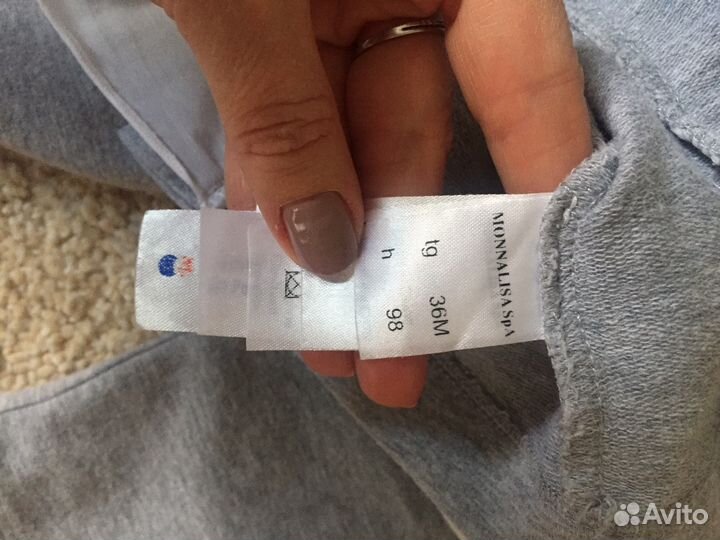 MONNALISA SpA
tg 36M
h 98
Avito